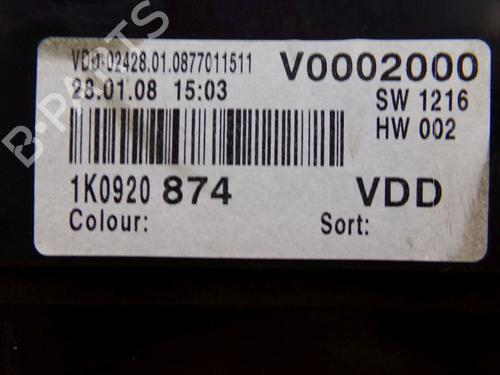 VDO:02428.01.0877011511 V0002000
28.01.08 15:03 SW 1216
HW 002
1K0920 874 VDD
Colour: Sort:
B-PARTS